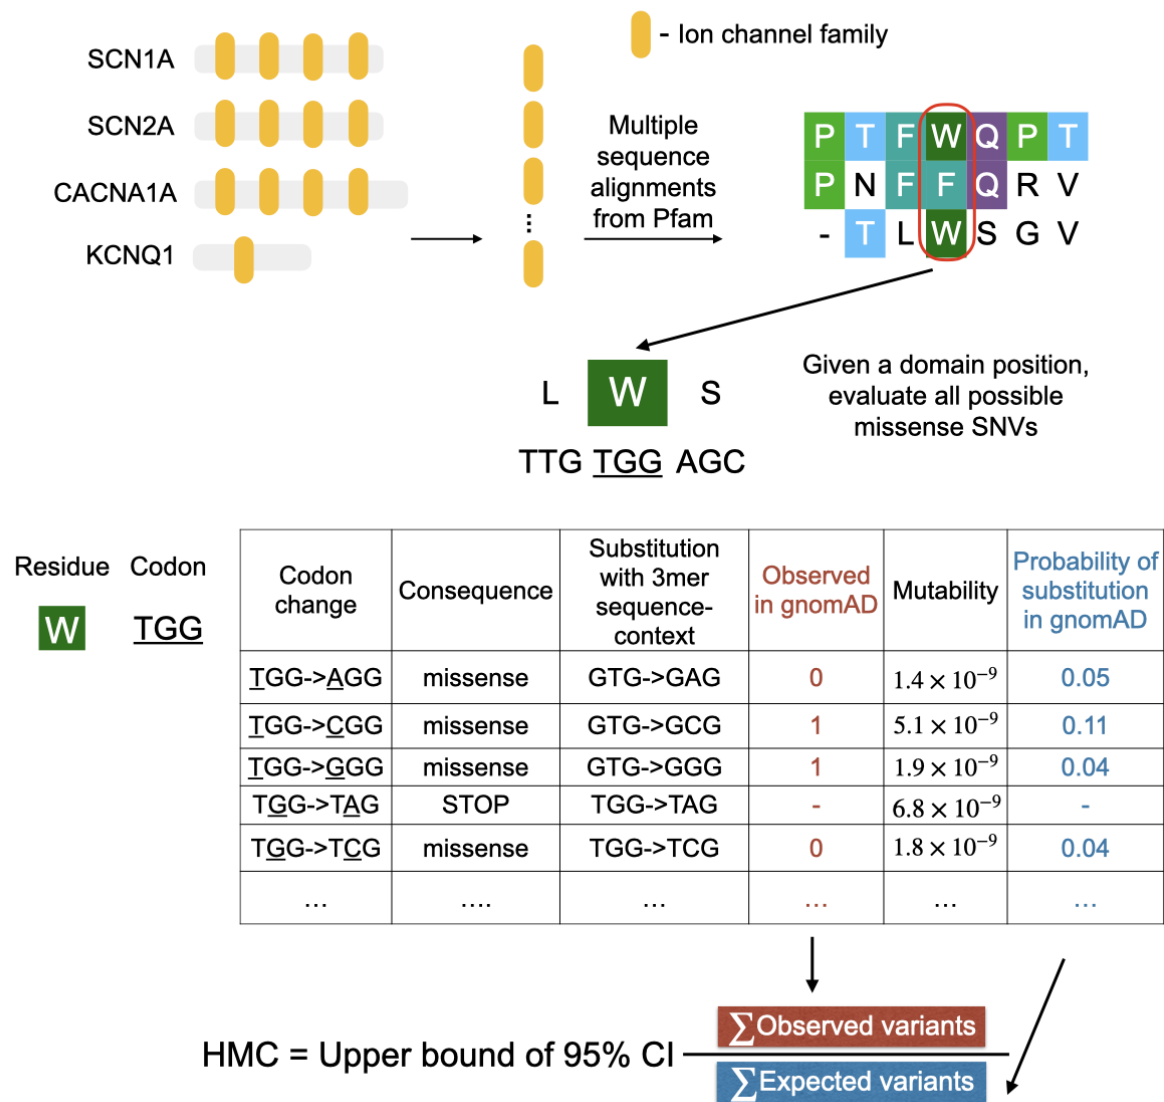 SCN1A
SCN2A
CACNA1A
KCNQ1
- Ion channel family
Multiple
sequence
alignments
from Pfam
...
P T F W Q P T
P N F F Q R V
- T L W S G V
L W S
TTG TGG AGC
Given a domain position,
evaluate all possible
missense SNVs
Residue Codon
W TGG
Codon
change
Consequence
Substitution
with 3mer
sequence-
context
Observed
in gnomAD
Mutability
Probability of
substitution
in gnomAD
TGG->AGG missense GTG->GAG 0 1.4 × 10⁻⁹ 0.05
TGG->CGG missense GTG->GCG 1 5.1 × 10⁻⁹ 0.11
TGG->GGG missense GTG->GGG 1 1.9 × 10⁻⁹ 0.04
TGG->TAG STOP TGG->TAG - 6.8 × 10⁻⁹ -
TGG->TCG missense TGG->TCG 0 1.8 × 10⁻⁹ 0.04
... .... ... ... ... ...
HMC = Upper bound of 95% CI
∑Observed variants
∑Expected variants